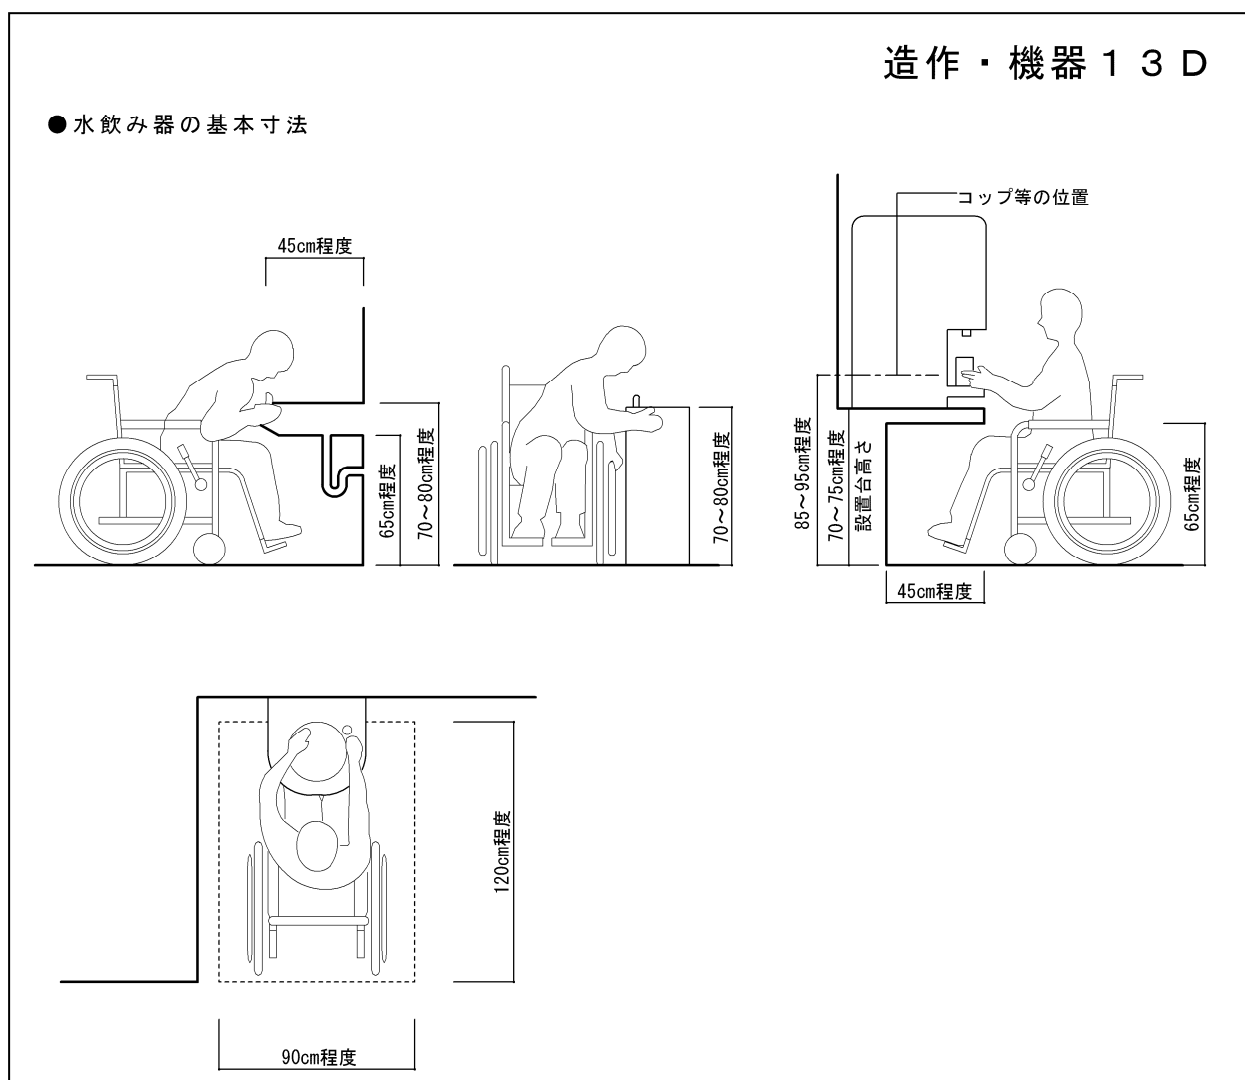 造作・機器１３Ｄ
●水飲み器の基本寸法
コップ等の位置
45cm程度
65cm程度
70～80cm程度
70～80cm程度
85～95cm程度
70～75cm程度
設置台高さ
65cm程度
45cm程度
120cm程度
90cm程度